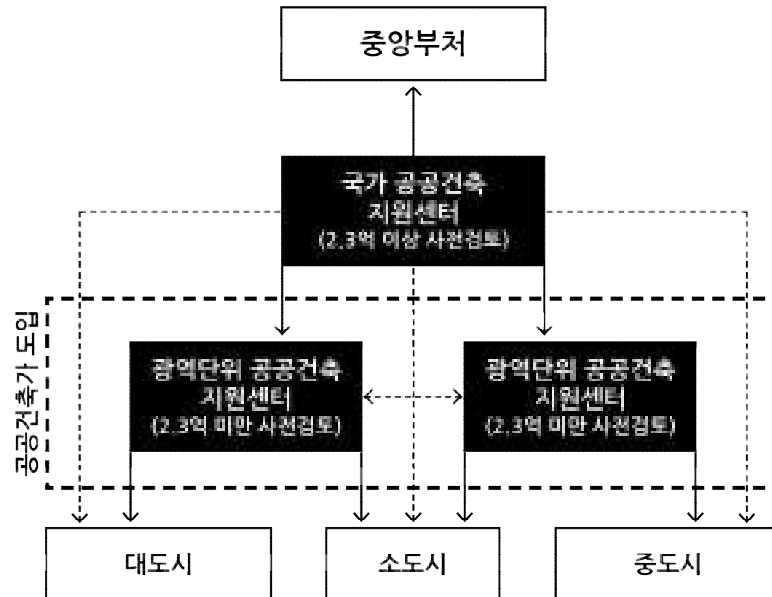 중앙부처
국가 공공건축
지원센터
(2.3억 이상 사전검토)
공공건축가 도입
광역단위 공공건축
지원센터
(2.3억 미만 사전검토)
광역단위 공공건축
지원센터
(2.3억 미만 사전검토)
대도시
소도시
중도시